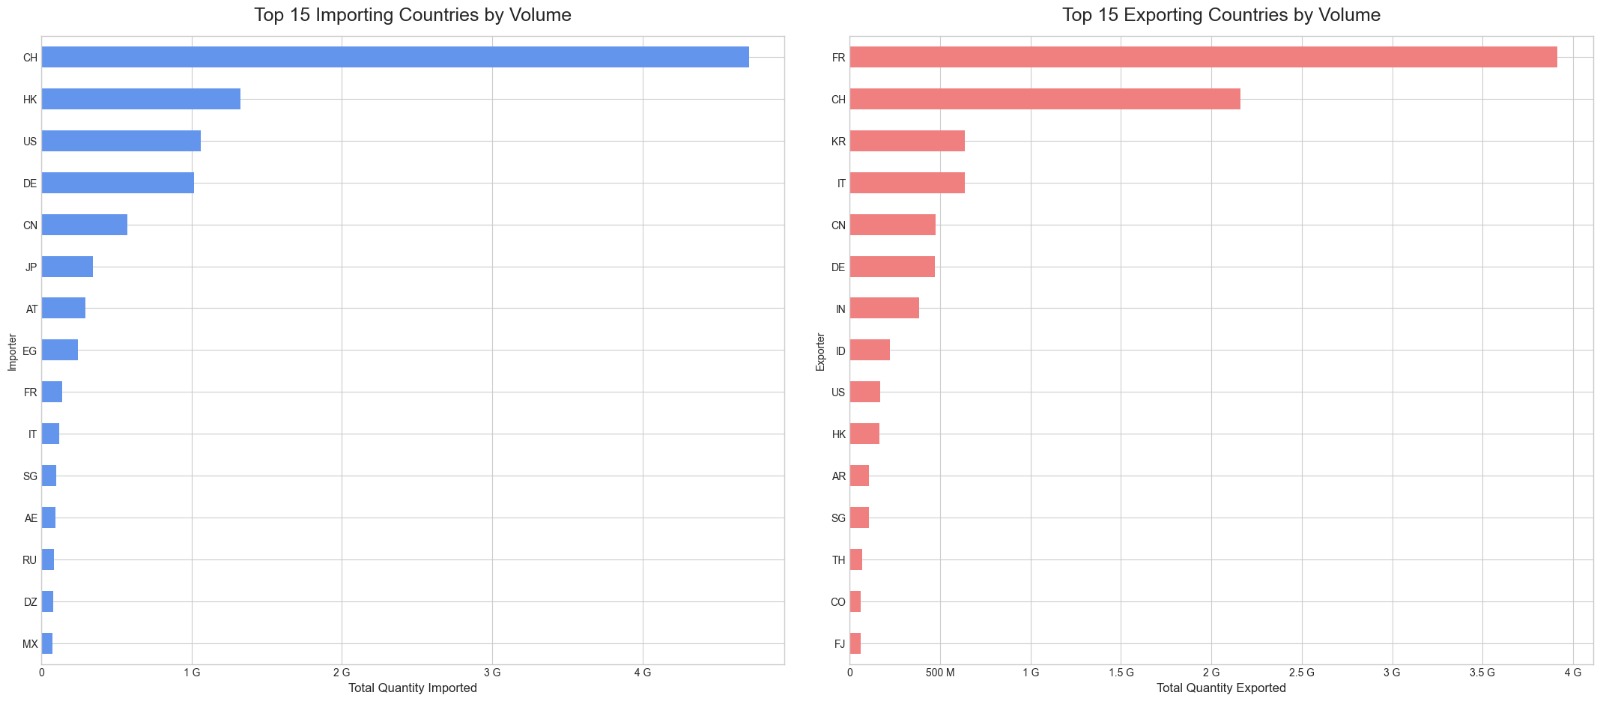 Top 15 Importing Countries by Volume
CH
HK
US
DE
CN
JP
AT
EG
FR
IT
SG
AE
RU
DZ
MX
Importer
0 1 G 2 G 3 G 4 G
Total Quantity Imported
Top 15 Exporting Countries by Volume
FR
CH
KR
IT
CN
DE
IN
ID
US
HK
AR
SG
TH
CO
FJ
Exporter
0 500 M 1 G 1.5 G 2 G 2.5 G 3 G 3.5 G 4 G
Total Quantity Exported